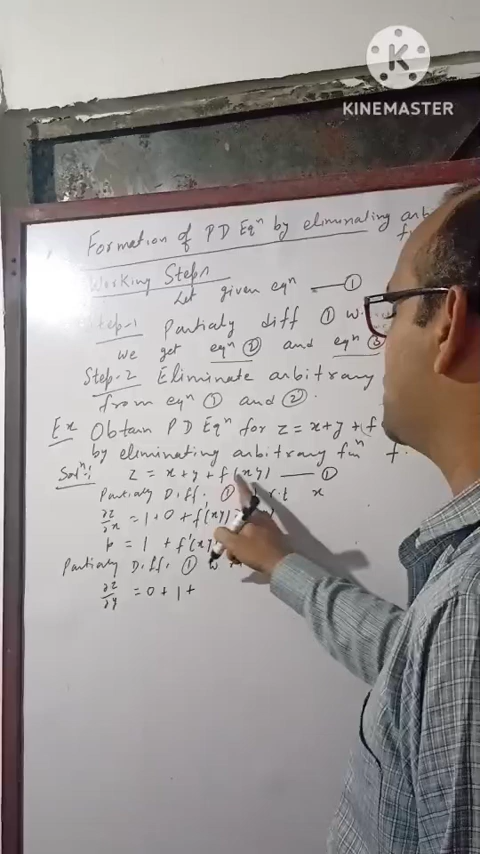 K
KINEMASTER
Formation of PD Eqⁿ by eliminating arb
Working Steps
Let given eqⁿ — ①
Step-1 Partialy diff ① w.
we get eqⁿ ② and eqⁿ ③
Step-2 Eliminate arbitrary
from eqⁿ ① and ②.
Ex Obtain PD Eqⁿ for z = x+y+f(
by eliminating arbitrary fmⁿ f.
Solⁿ:
z = x+y+f(xy) — ①
Partialy Diff. ① w.r.t x
∂z/∂x = 1+0+f'(xy)
p = 1 + f'(xy
Partialy Diff. ① w
∂z/∂y = 0+1+